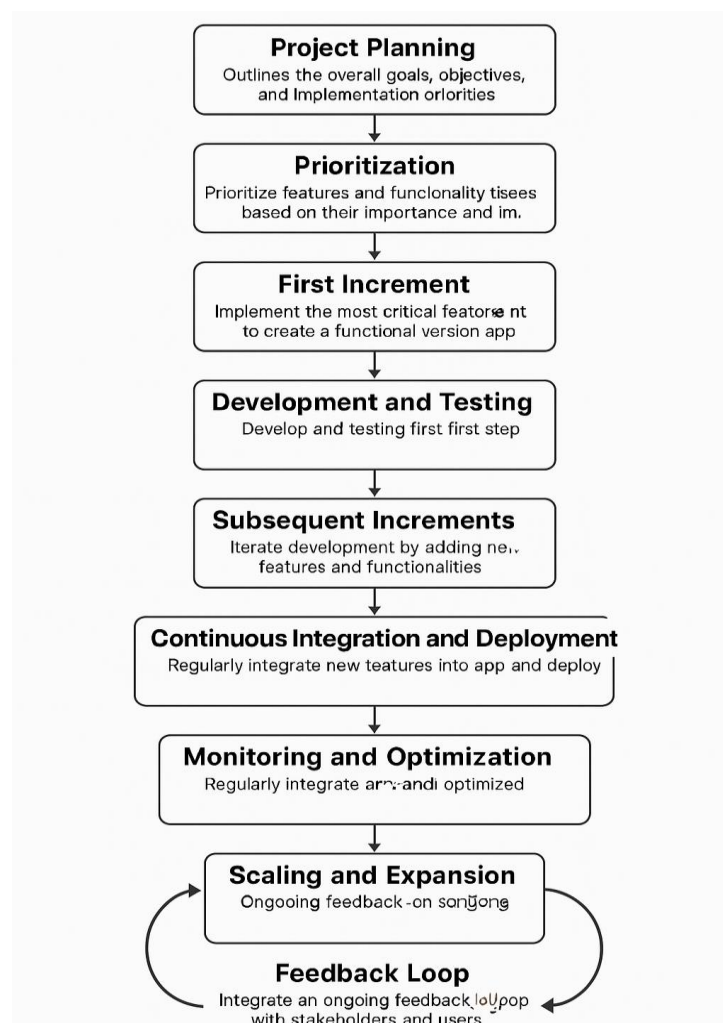 Project Planning
Outlines the overall goals, objectives,
and Implementation orlorities
Prioritization
Prioritize features and funclonality tisees
based on their importance and im.
First Increment
Implement the most critical nt
to create a functional version app
Development and Testing
Develop and testing first first step
Subsequent Increments
Iterate development by adding
features and functionalities
Continuous Integration and Deployment
Regularly integrate new teatures into app and deploy
Monitoring and Optimization
Regularly integrate optimized
Scaling and Expansion
Ongooing feedback-on
Feedback Loop
Integrate an ongoing feedback
with stakeholders and users